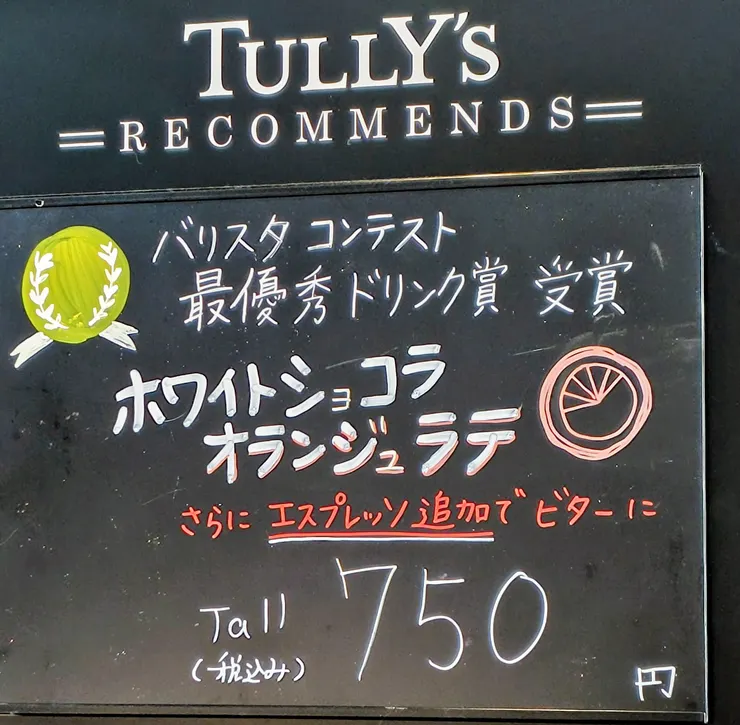 TULLY'S
RECOMMENDS
バリスタ コンテスト
最優秀ドリンク賞 受賞
ホワイトショコラ
オランジュラテ
さらに エスプレッソ追加で ビターに
Tall 750
(税込み)
円